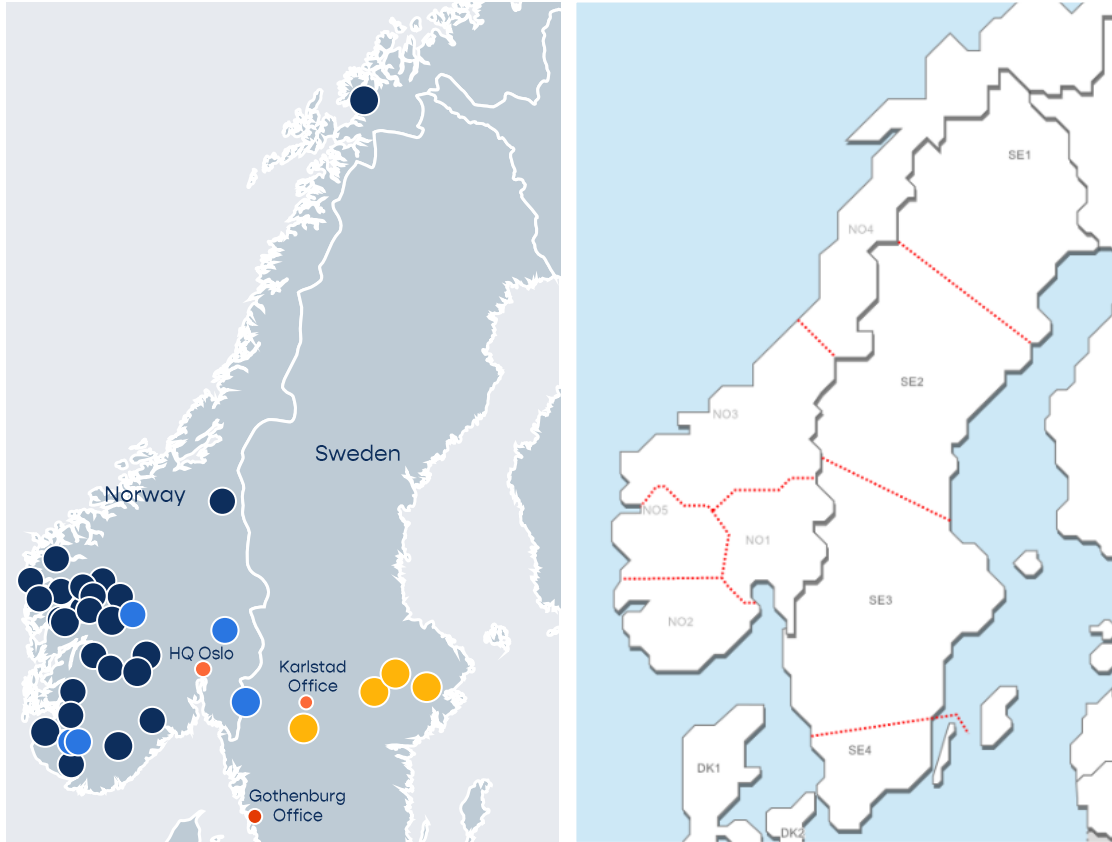 Sweden
Norway
HQ Oslo
Karlstad
Office
Gothenburg
Office
SE1
NO4
SE2
NO3
NO5
NO1
SE3
NO2
SE4
DK1
DK2